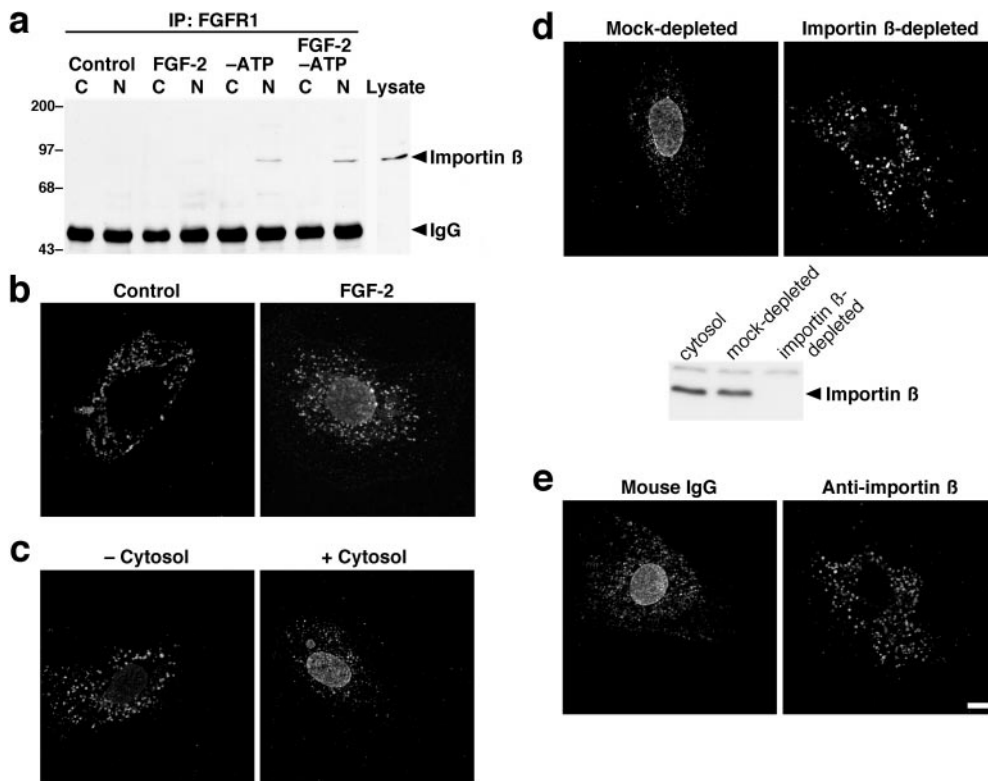 a
IP: FGFR1
Control FGF-2 –ATP FGF-2 –ATP
C N C N C N C N Lysate
200–
97–
68–
43–
Importin ß
IgG
b
Control FGF-2
c
– Cytosol + Cytosol
d
Mock-depleted Importin ß-depleted
cytosol
mock-depleted
importin ß-
depleted
Importin ß
e
Mouse IgG Anti-importin ß